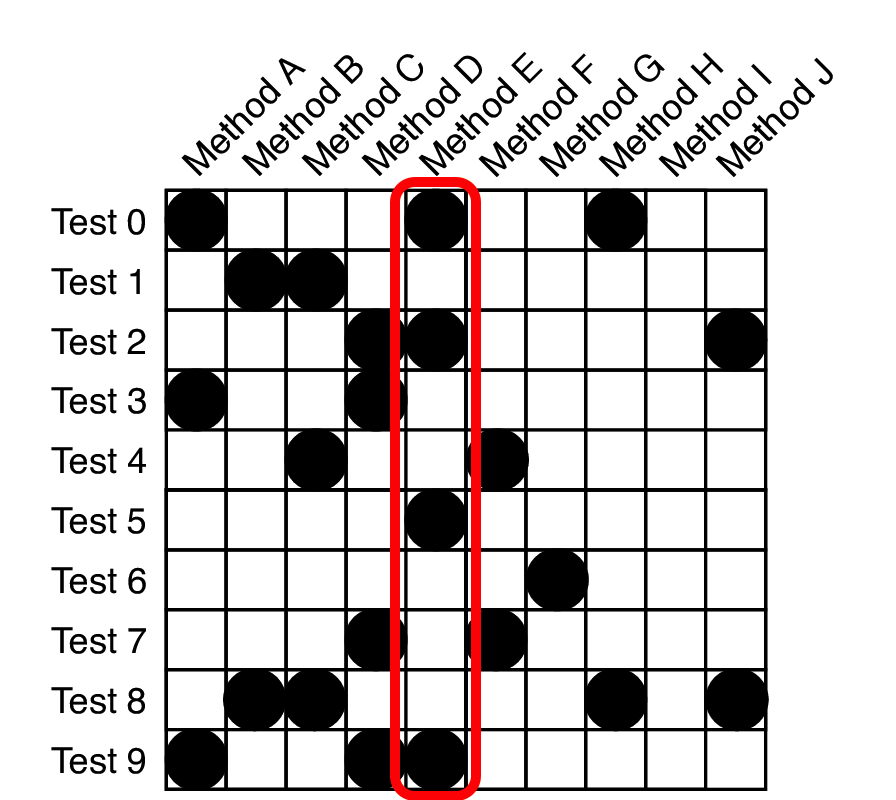 Method A
Method B
Method C
Method D
Method E
Method F
Method G
Method H
Method I
Method J
Test 0
Test 1
Test 2
Test 3
Test 4
Test 5
Test 6
Test 7
Test 8
Test 9